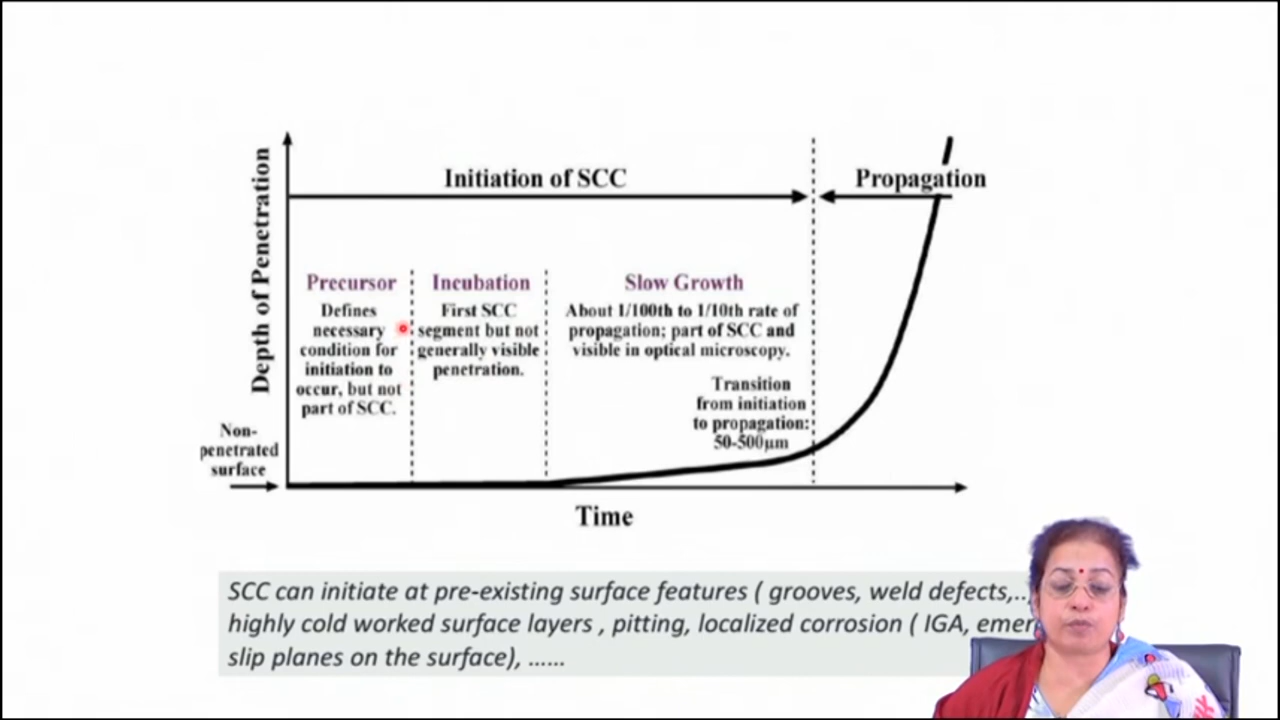 Initiation of SCC
Propagation
Depth of Penetration
Precursor
Defines
necessary
condition for
initiation to
occur, but not
part of SCC.
Incubation
First SCC
segment but not
generally visible
penetration.
Slow Growth
About 1/100th to 1/10th rate of
propagation; part of SCC and
visible in optical microscopy.
Transition
from initiation
to propagation:
50-500μm
Non-
penetrated
surface
Time
SCC can initiate at pre-existing surface features ( grooves, weld defects,..
highly cold worked surface layers , pitting, localized corrosion ( IGA,
slip planes on the surface), ......